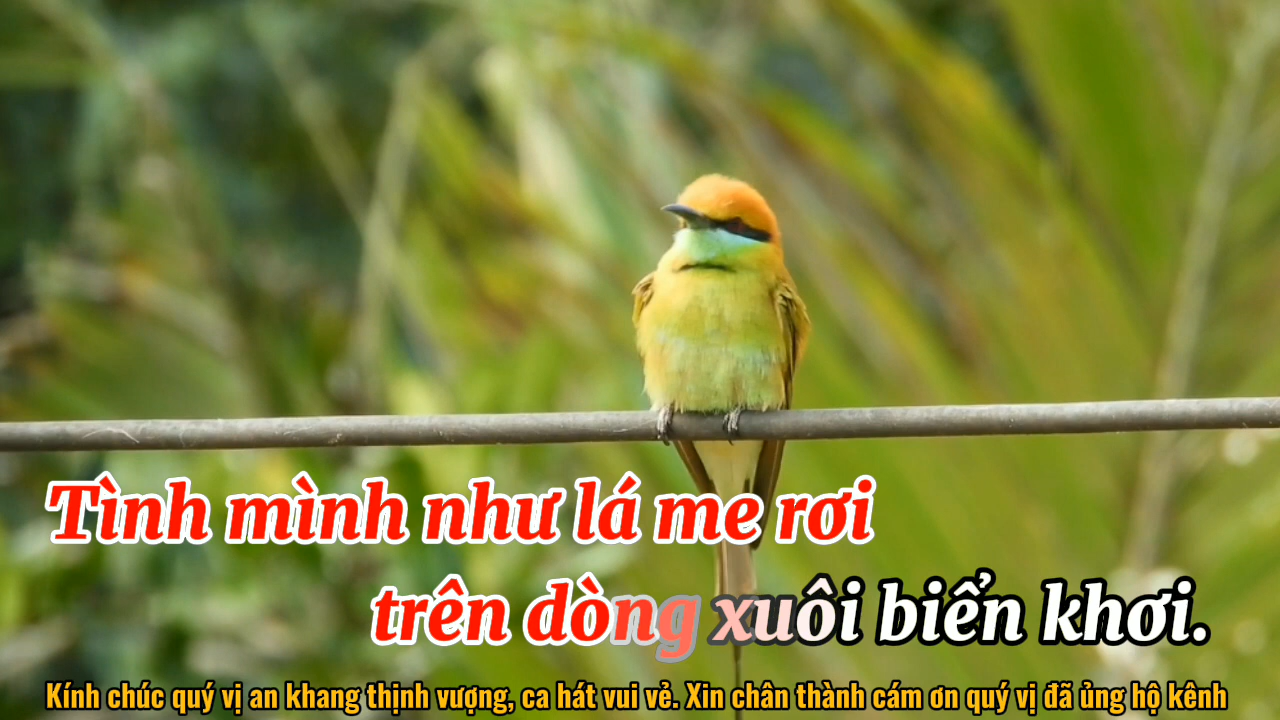 Tình mình như lá me rơi
trên dòng xuôi biển khơi.
Kính chúc quý vị an khang thịnh vượng, ca hát vui vẻ. Xin chân thành cám ơn quý vị đã ủng hộ kênh